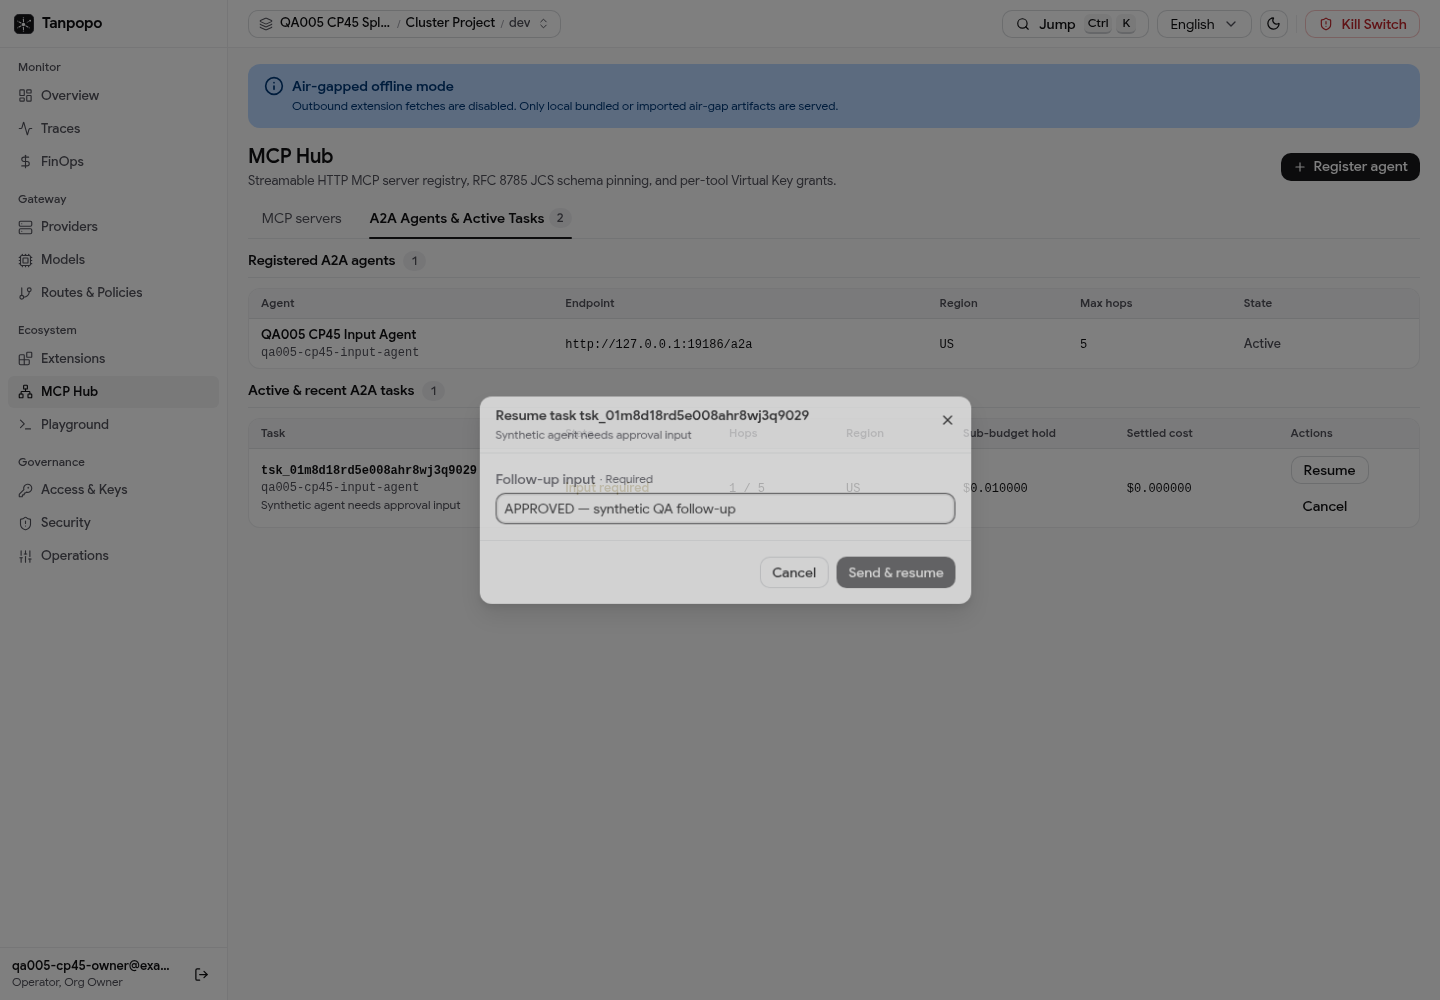 Tanpopo
QA005 CP45 Spl... / Cluster Project / dev
Jump Ctrl K
English
Kill Switch
Monitor
Overview
Traces
FinOps
Gateway
Providers
Models
Routes & Policies
Ecosystem
Extensions
MCP Hub
Playground
Governance
Access & Keys
Security
Operations
qa005-cp45-owner@exa...
Operator, Org Owner
Air-gapped offline mode
Outbound extension fetches are disabled. Only local bundled or imported air-gap artifacts are served.
MCP Hub
Streamable HTTP MCP server registry, RFC 8785 JCS schema pinning, and per-tool Virtual Key grants.
+ Register agent
MCP servers
A2A Agents & Active Tasks 2
Registered A2A agents 1
Agent Endpoint Region Max hops State
QA005 CP45 Input Agent
qa005-cp45-input-agent
http://127.0.0.1:19186/a2a US 5 Active
Active & recent A2A tasks 1
Task State Hops Region Sub-budget hold Settled cost Actions
tsk_01m8d18rd5e008ahr8wj3q9029
qa005-cp45-input-agent
Synthetic agent needs approval input
Input required 1 / 5 US $0.010000 $0.000000
Resume
Cancel
Resume task tsk_01m8d18rd5e008ahr8wj3q9029
Synthetic agent needs approval input
Follow-up input · Required
APPROVED — synthetic QA follow-up
Cancel
Send & resume